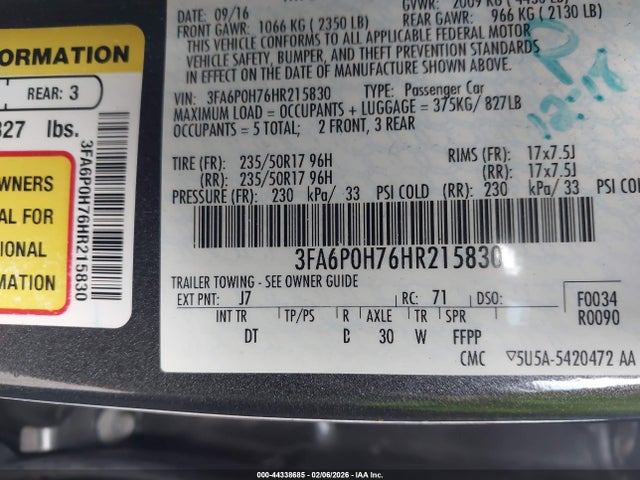 DATE: 09/16
GVWR: 2009 KG ( 4430 LB)
FRONT GAWR: 1066 KG ( 2350 LB)
REAR GAWR: 966 KG ( 2130 LB)
THIS VEHICLE CONFORMS TO ALL APPLICABLE FEDERAL MOTOR
VEHICLE SAFETY, BUMPER, AND THEFT PREVENTION STANDARDS
IN EFFECT ON THE DATE OF MANUFACTURE SHOWN ABOVE.
VIN: 3FA6P0H76HR215830
TYPE: Passenger Car
MAXIMUM LOAD = OCCUPANTS + LUGGAGE = 375KG/ 827LB
OCCUPANTS = 5 TOTAL; 2 FRONT, 3 REAR
TIRE (FR): 235/50R17 96H
RIMS (FR): 17x7.5J
(RR): 235/50R17 96H
(RR): 17x7.5J
PRESSURE (FR): 230 kPa/ 33 PSI COLD (RR): 230 kPa/ 33 PSI COL
3FA6P0H76HR215830
TRAILER TOWING - SEE OWNER GUIDE
EXT PNT: J7
RC: 71
DSO:
F0034
R0090
INT TR
TP/PS
R
AXLE
TR
SPR
DT
30
W
FFPP
CMC
5U5A-5420472 AA
12-17
FORMATION
REAR: 3
327 lbs.
WNERS
AL FOR
IONAL
MATION
3FA6P0H76HR215830
000-44338685 - 02/06/2026 - IAA Inc.